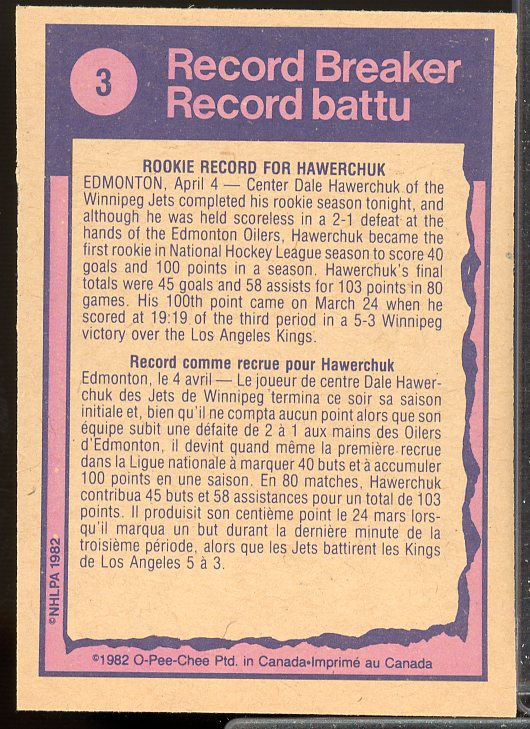 3
Record Breaker
Record battu
ROOKIE RECORD FOR HAWERCHUK
EDMONTON, April 4 — Center Dale Hawerchuk of the
Winnipeg Jets completed his rookie season tonight, and
although he was held scoreless in a 2-1 defeat at the
hands of the Edmonton Oilers, Hawerchuk became the
first rookie in National Hockey League season to score 40
goals and 100 points in a season. Hawerchuk's final
totals were 45 goals and 58 assists for 103 points in 80
games. His 100th point came on March 24 when he
scored at 19:19 of the third period in a 5-3 Winnipeg
victory over the Los Angeles Kings.
Record comme recrue pour Hawerchuk
Edmonton, le 4 avril — Le joueur de centre Dale Hawer-
chuk des Jets de Winnipeg termina ce soir sa saison
initiale et, bien qu'il ne compta aucun point alors que son
équipe subit une défaite de 2 à 1 aux mains des Oilers
d'Edmonton, il devint quand même la première recrue
dans la Ligue nationale à marquer 40 buts et à accumuler
100 points en une saison. En 80 matches, Hawerchuk
contribua 45 buts et 58 assistances pour un total de 103
points. Il produisit son centième point le 24 mars lors-
qu'il marqua un but durant la dernière minute de la
troisième période, alors que les Jets battirent les Kings
de Los Angeles 5 à 3.
©NHLPA 1982
©1982 O-Pee-Chee Ptd. in Canada•Imprimé au Canada